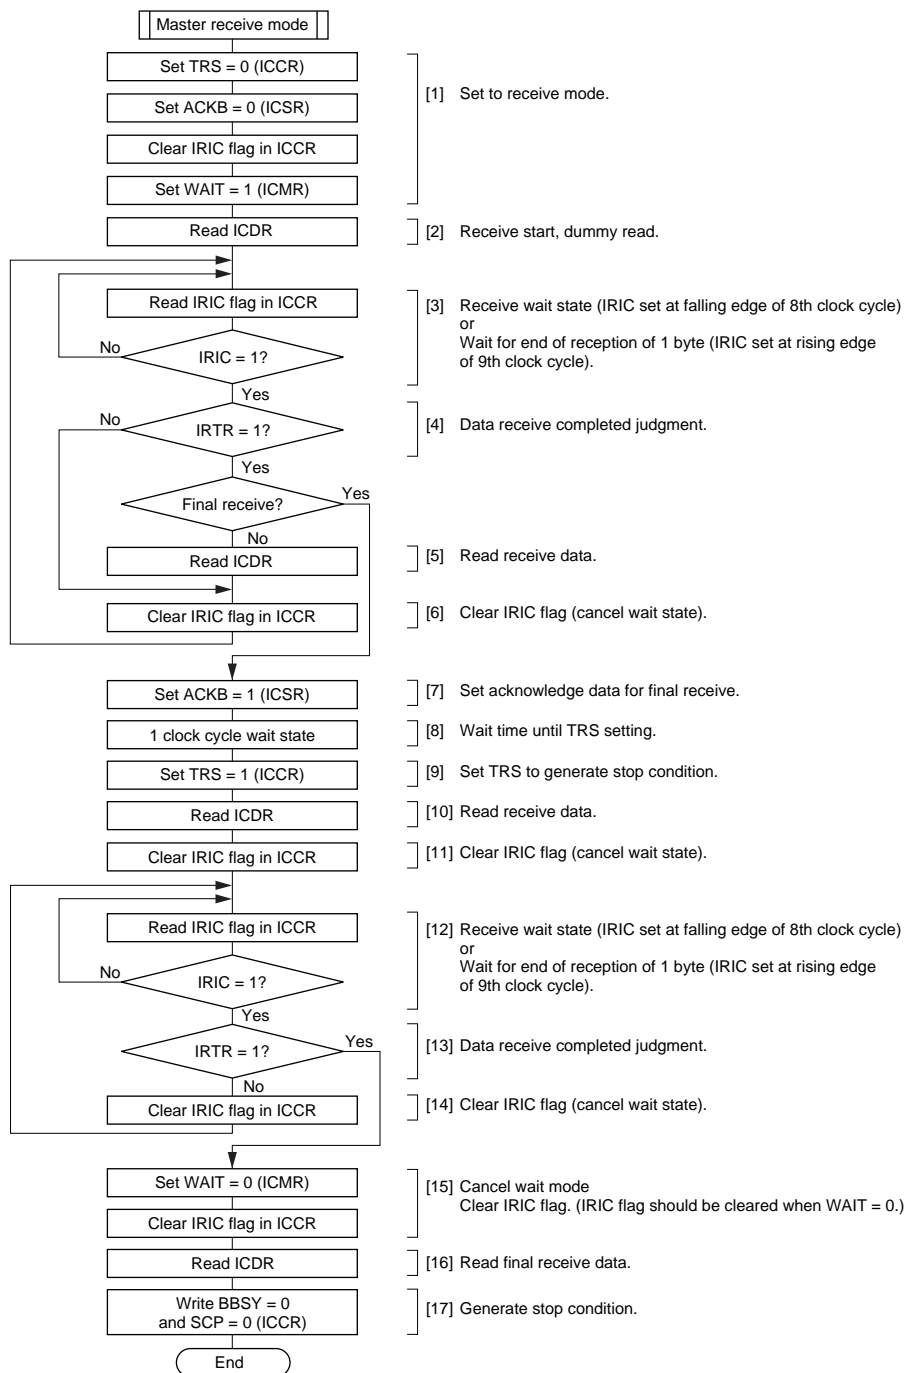 Master receive mode
Set TRS = 0 (ICCR)
[1] Set to receive mode.
Set ACKB = 0 (ICSR)
Clear IRIC flag in ICCR
Set WAIT = 1 (ICMR)
Read ICDR
[2] Receive start, dummy read.
Read IRIC flag in ICCR
[3] Receive wait state (IRIC set at falling edge of 8th clock cycle)
or
Wait for end of reception of 1 byte (IRIC set at rising edge
of 9th clock cycle).
No
IRIC = 1?
Yes
No
IRTR = 1?
[4] Data receive completed judgment.
Yes
Final receive?
Yes
No
Read ICDR
[5] Read receive data.
Clear IRIC flag in ICCR
[6] Clear IRIC flag (cancel wait state).
Set ACKB = 1 (ICSR)
[7] Set acknowledge data for final receive.
1 clock cycle wait state
[8] Wait time until TRS setting.
Set TRS = 1 (ICCR)
[9] Set TRS to generate stop condition.
Read ICDR
[10] Read receive data.
Clear IRIC flag in ICCR
[11] Clear IRIC flag (cancel wait state).
Read IRIC flag in ICCR
[12] Receive wait state (IRIC set at falling edge of 8th clock cycle)
or
Wait for end of reception of 1 byte (IRIC set at rising edge
of 9th clock cycle).
No
IRIC = 1?
Yes
IRTR = 1?
Yes
[13] Data receive completed judgment.
No
Clear IRIC flag in ICCR
[14] Clear IRIC flag (cancel wait state).
Set WAIT = 0 (ICMR)
[15] Cancel wait mode
Clear IRIC flag. (IRIC flag should be cleared when WAIT = 0.)
Clear IRIC flag in ICCR
Read ICDR
[16] Read final receive data.
Write BBSY = 0
and SCP = 0 (ICCR)
[17] Generate stop condition.
End